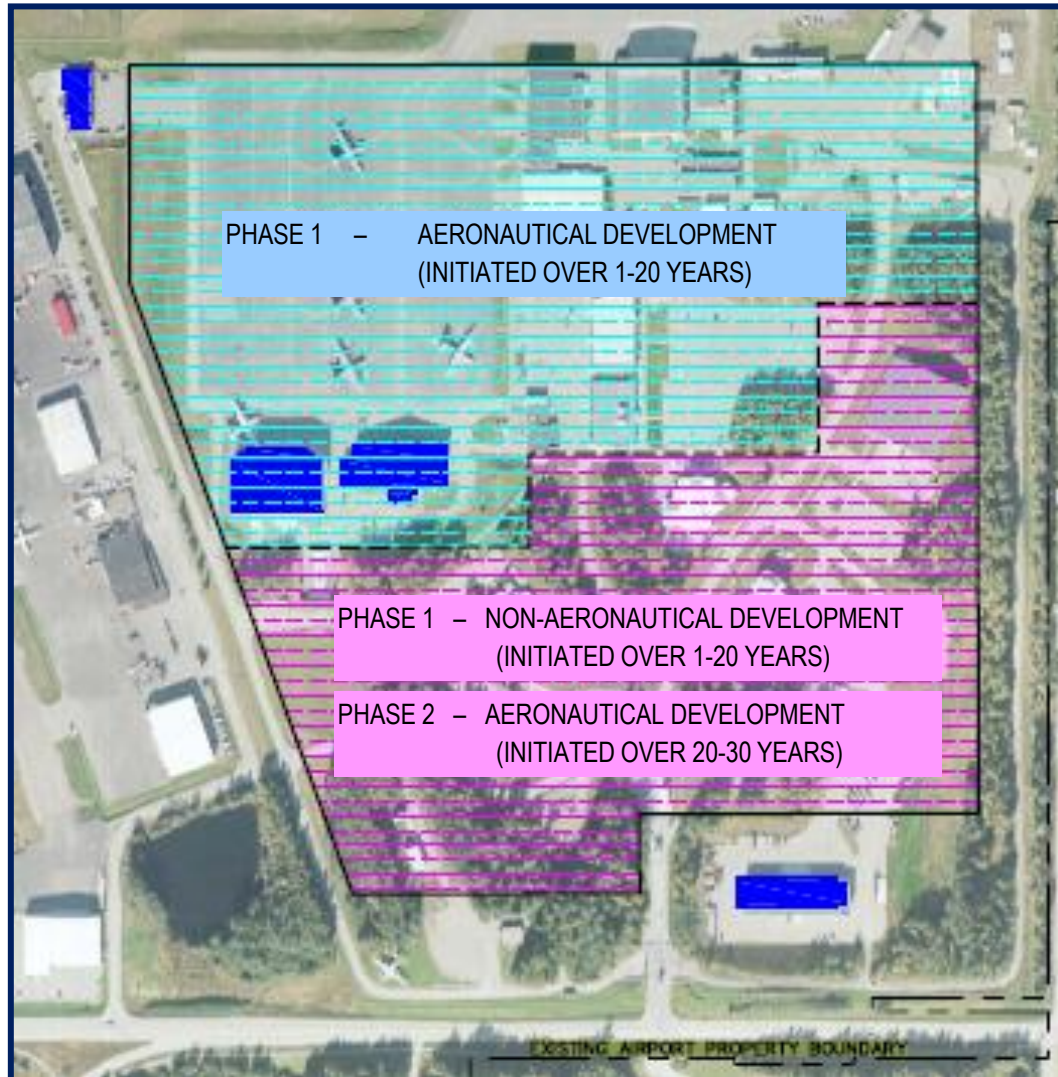 PHASE 1 – AERONAUTICAL DEVELOPMENT
(INITIATED OVER 1-20 YEARS)
PHASE 1 – NON-AERONAUTICAL DEVELOPMENT
(INITIATED OVER 1-20 YEARS)
PHASE 2 – AERONAUTICAL DEVELOPMENT
(INITIATED OVER 20-30 YEARS)
EXISTING AIRPORT PROPERTY BOUNDARY